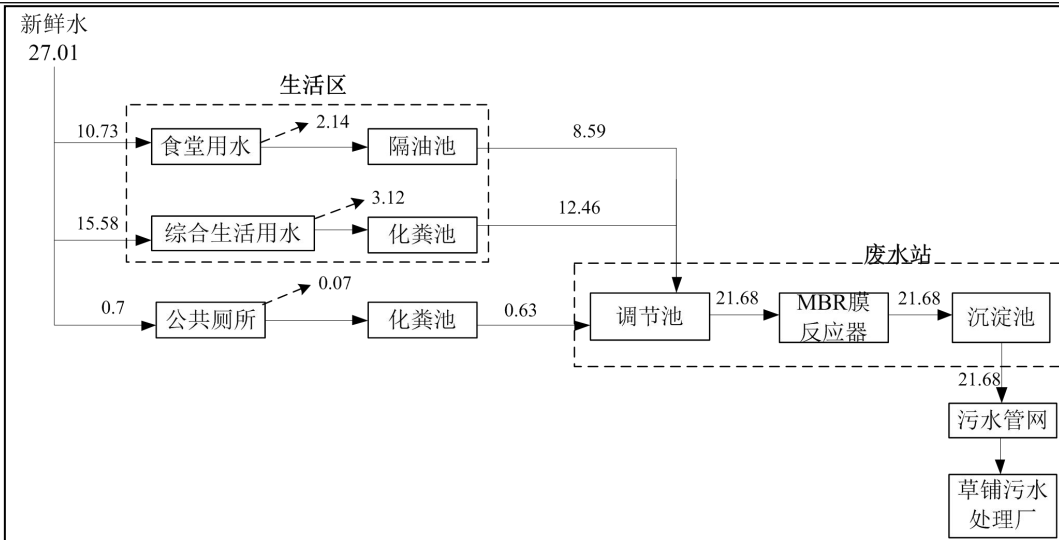 新鲜水
27.01
生活区
10.73
食堂用水
2.14
隔油池
8.59
15.58
综合生活用水
3.12
化粪池
12.46
废水站
0.7
公共厕所
0.07
化粪池
0.63
调节池
21.68
MBR膜
反应器
21.68
沉淀池
21.68
污水管网
草铺污水
处理厂